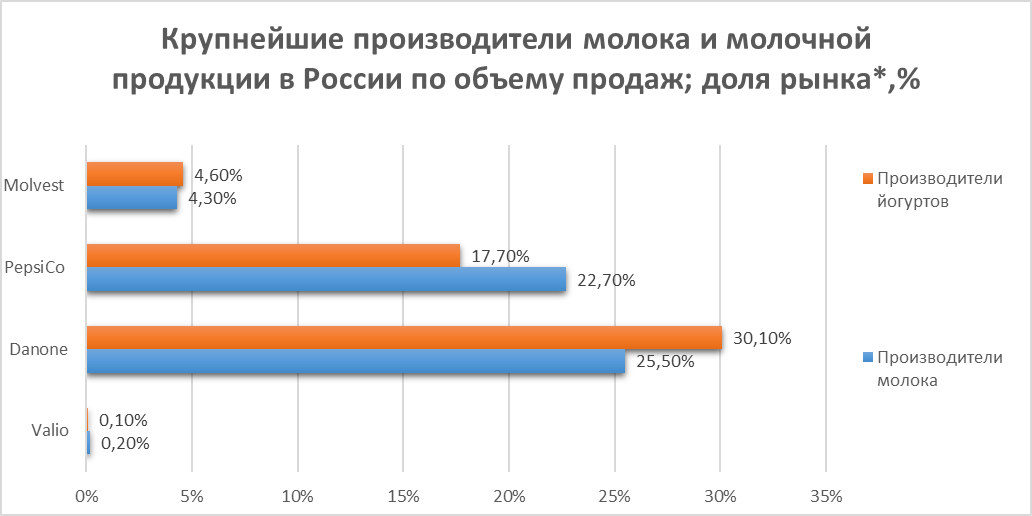 Крупнейшие производители молока и молочной
продукции в России по объему продаж; доля рынка*,%
Molvest
4,60%
4,30%
PepsiCo
17,70%
22,70%
Danone
30,10%
25,50%
Valio
0,10%
0,20%
0%
5%
10%
15%
20%
25%
30%
35%
Производители
йогуртов
Производители
молока